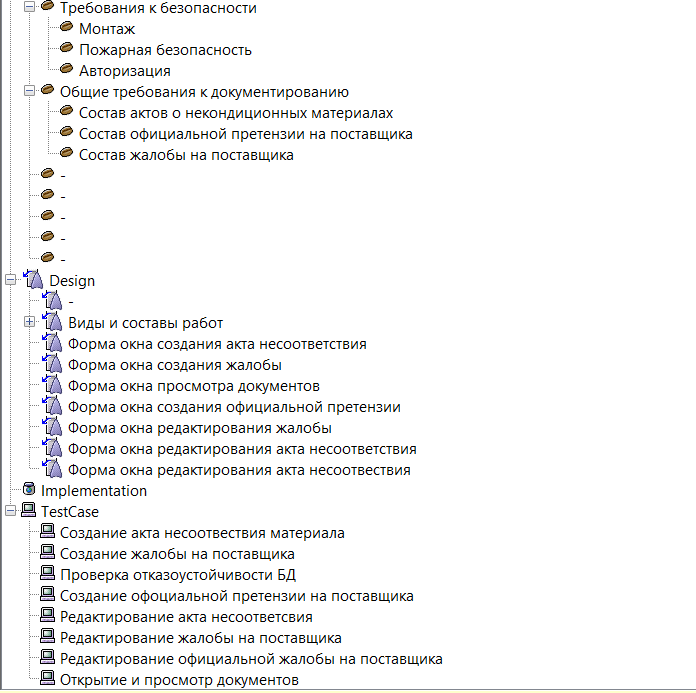 Требования к безопасности
Монтаж
Пожарная безопасность
Авторизация
Общие требования к документированию
Состав актов о некондиционных материалах
Состав официальной претензии на поставщика
Состав жалобы на поставщика
-
-
-
-
-
Design
-
Виды и составы работ
Форма окна создания акта несоответствия
Форма окна создания жалобы
Форма окна просмотра документов
Форма окна создания официальной претензии
Форма окна редактирования жалобы
Форма окна редактирования акта несоответствия
Форма окна редактирования акта несоотвествия
Implementation
TestCase
Создание акта несоотвествия материала
Создание жалобы на поставщика
Проверка отказоустойчивости БД
Создание офоциальной претензии на поставщика
Редактирование акта несоответсвия
Редактирование жалобы на поставщика
Редактирование официальной жалобы на поставщика
Открытие и просмотр документов